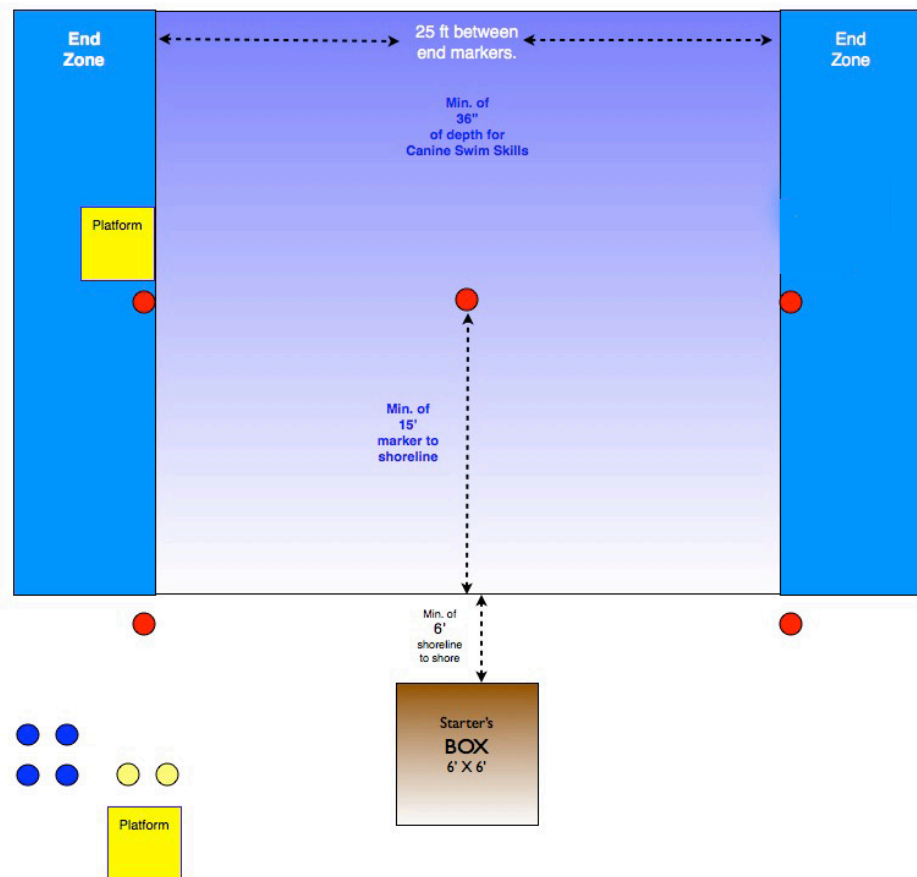 End
Zone
25 ft between
end markers.
End
Zone
Min. of
36"
of depth for
Canine Swim Skills
Platform
Min. of
15'
marker to
shoreline
Min. of
6'
shoreline
to shore
Starter's
BOX
6' X 6'
Platform